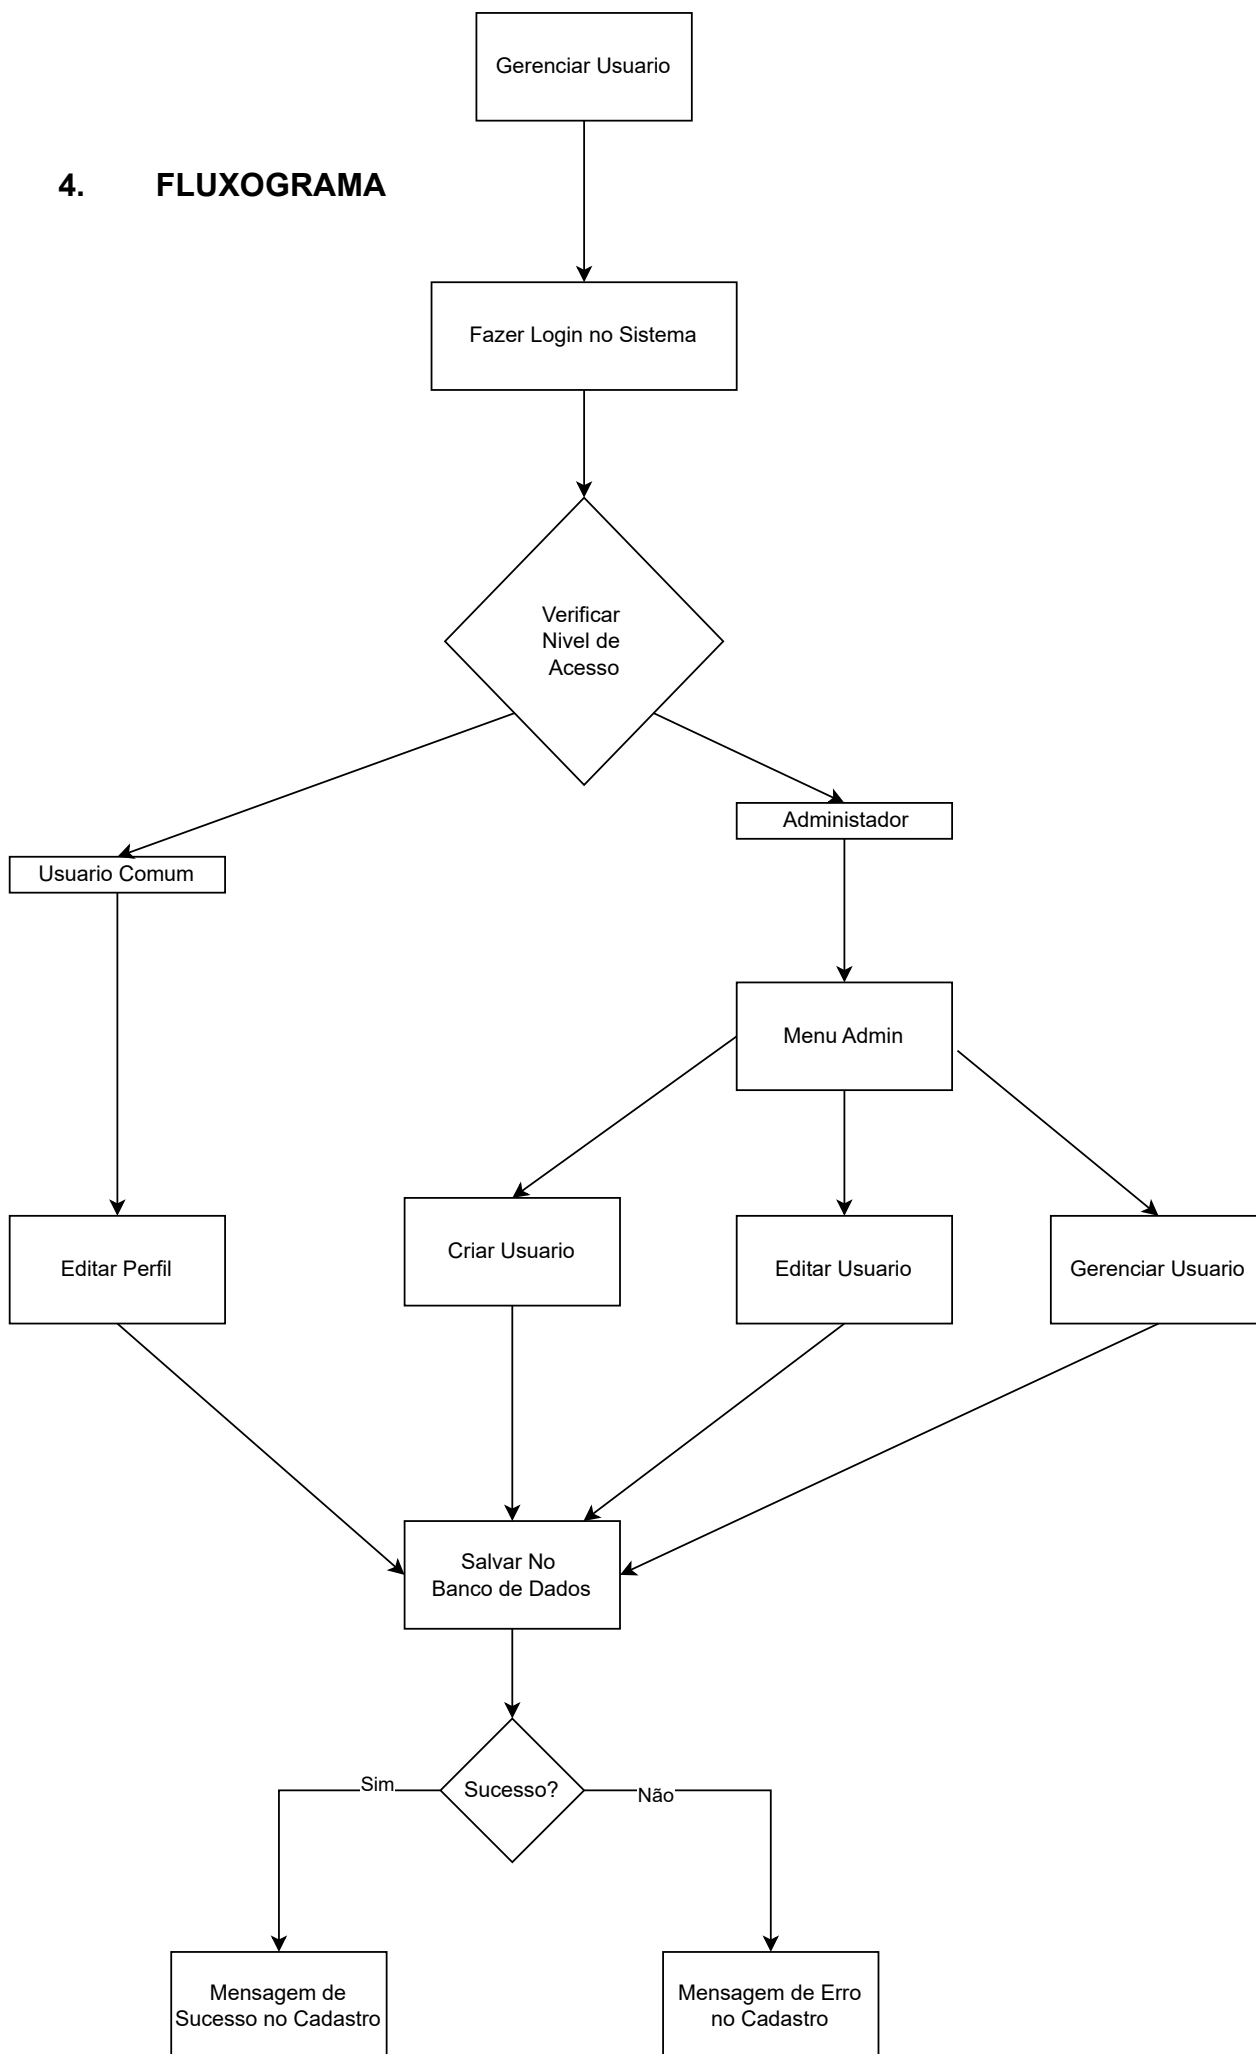 Gerenciar Usuario
4. FLUXOGRAMA
Fazer Login no Sistema
Verificar
Nivel de
Acesso
Administador
Usuario Comum
Menu Admin
Criar Usuario
Editar Perfil
Editar Usuario
Gerenciar Usuario
Salvar No
Banco de Dados
Sim
Sucesso?
Não
Mensagem de
Sucesso no Cadastro
Mensagem de Erro
no Cadastro